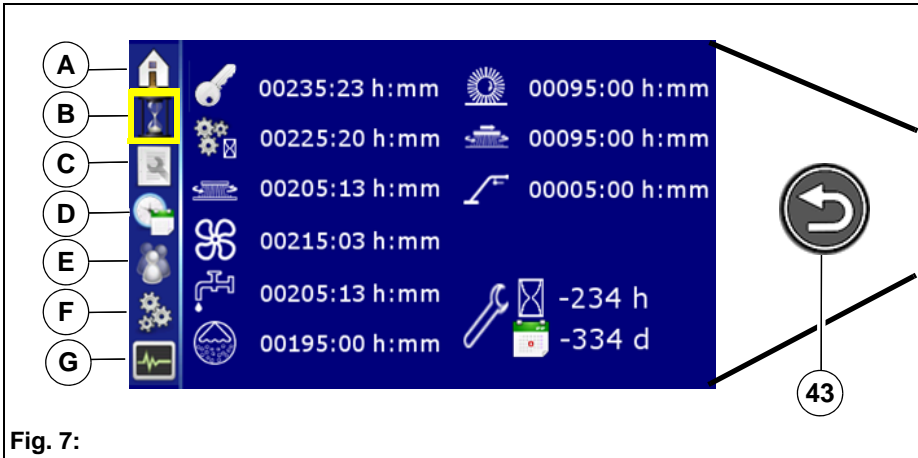 A
B
C
D
E
F
G
00235:23 h:mm
00225:20 h:mm
00205:13 h:mm
00215:03 h:mm
00205:13 h:mm
00195:00 h:mm
00095:00 h:mm
00095:00 h:mm
00005:00 h:mm
-234 h
-334 d
43
Fig. 7: